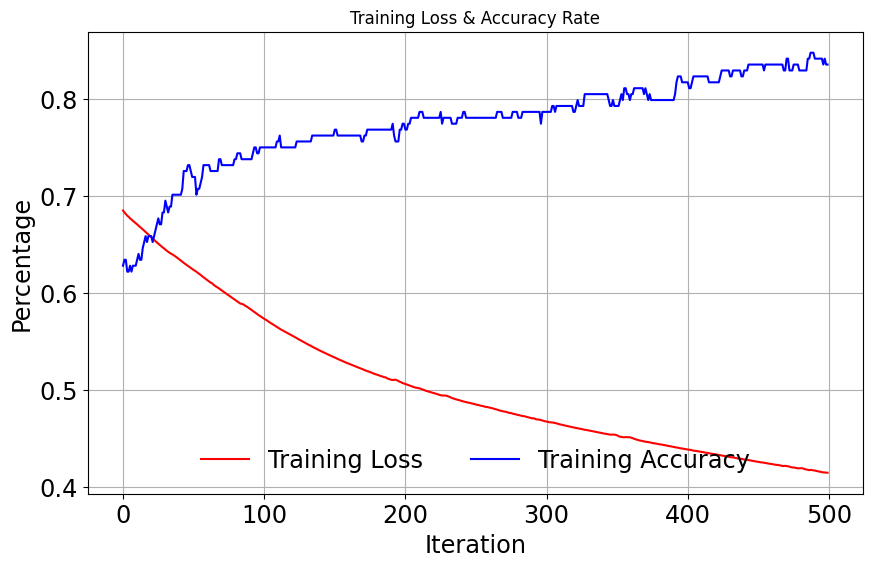 Training Loss & Accuracy Rate
Percentage
0.8
0.7
0.6
0.5
0.4
Training Loss
Training Accuracy
0 100 200 300 400 500
Iteration